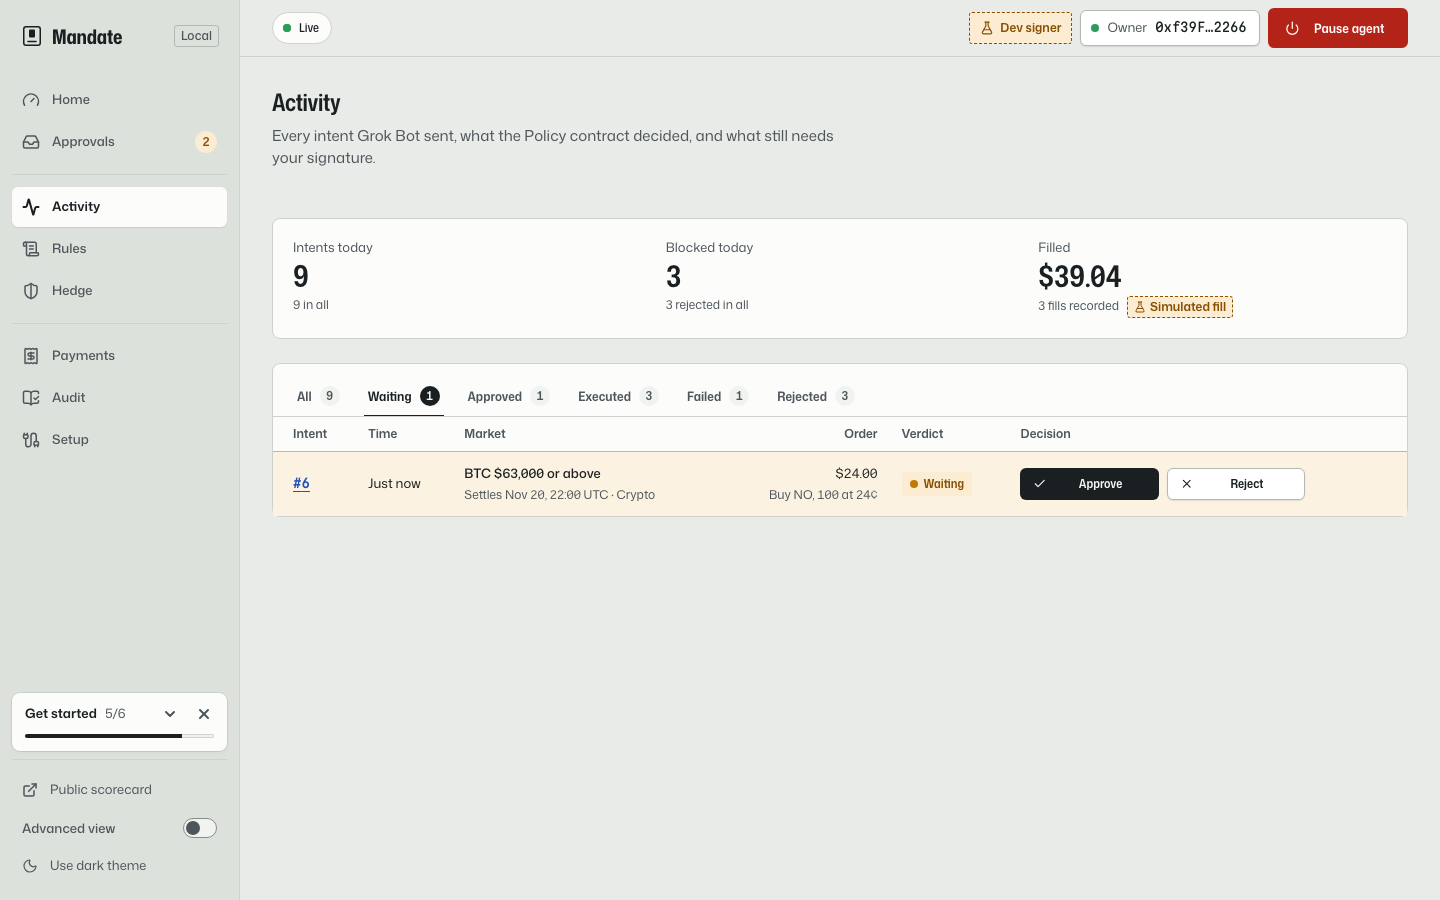 Mandate
Local
Home
Approvals 2
Activity
Rules
Hedge
Payments
Audit
Setup
Get started 5/6
Public scorecard
Advanced view
Use dark theme
Live
Dev signer
Owner 0xf39F…2266
Pause agent
Activity
Every intent Grok Bot sent, what the Policy contract decided, and what still needs
your signature.
Intents today
9
9 in all
Blocked today
3
3 rejected in all
Filled
$39.04
3 fills recorded Simulated fill
All 9 Waiting 1 Approved 1 Executed 3 Failed 1 Rejected 3
Intent Time Market Order Verdict Decision
#6 Just now BTC $63,000 or above $24.00 Waiting Approve Reject
Settles Nov 20, 22:00 UTC · Crypto Buy NO, 100 at 24¢